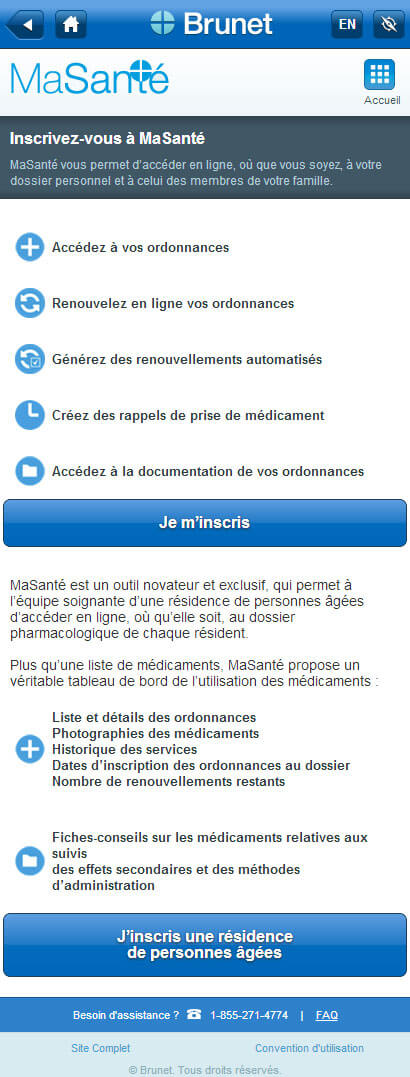 Brunet
EN
MaSanté
Accueil
Inscrivez-vous à MaSanté
MaSanté vous permet d'accéder en ligne, où que vous soyez, à votre
dossier personnel et à celui des membres de votre famille.
Accédez à vos ordonnances
Renouvelez en ligne vos ordonnances
Générez des renouvellements automatisés
Créez des rappels de prise de médicament
Accédez à la documentation de vos ordonnances
Je m'inscris
MaSanté est un outil novateur et exclusif, qui permet à
l'équipe soignante d'une résidence de personnes âgées
d'accéder en ligne, où qu'elle soit, au dossier
pharmacologique de chaque résident.
Plus qu'une liste de médicaments, MaSanté propose un
véritable tableau de bord de l'utilisation des médicaments :
Liste et détails des ordonnances
Photographies des médicaments
Historique des services
Dates d'inscription des ordonnances au dossier
Nombre de renouvellements restants
Fiches-conseils sur les médicaments relatives aux
suivis
des effets secondaires et des méthodes
d'administration
J'inscris une résidence
de personnes âgées
Besoin d'assistance ? 1-855-271-4774 | FAQ
Site Complet Convention d'utilisation
© Brunet. Tous droits réservés.